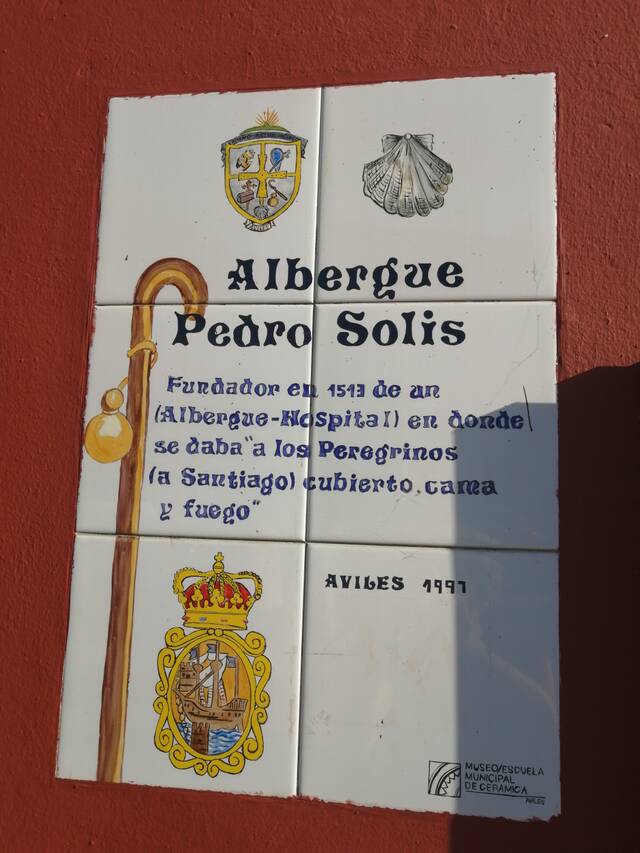 AVILES
Albergue
Pedro Solis
Fundador en 1513 de un
(Albergue-Hospital) en donde
se daba "a los Peregrinos
(a Santiago) cubierto, cama
y fuego"
AVILES 1997
MUSEO/ESCUELA
MUNICIPAL
DE CERAMICA
AVILES